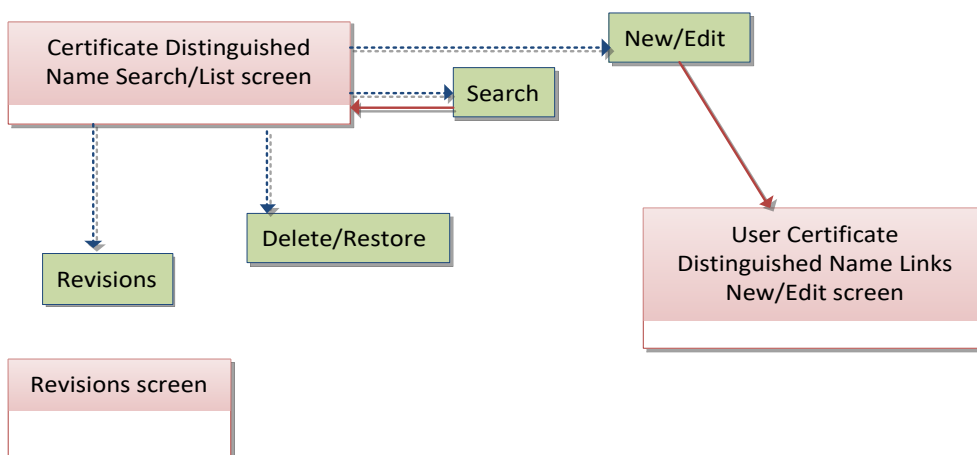 Certificate Distinguished
Name Search/List screen
New/Edit
Search
Delete/Restore
Revisions
User Certificate
Distinguished Name Links
New/Edit screen
Revisions screen